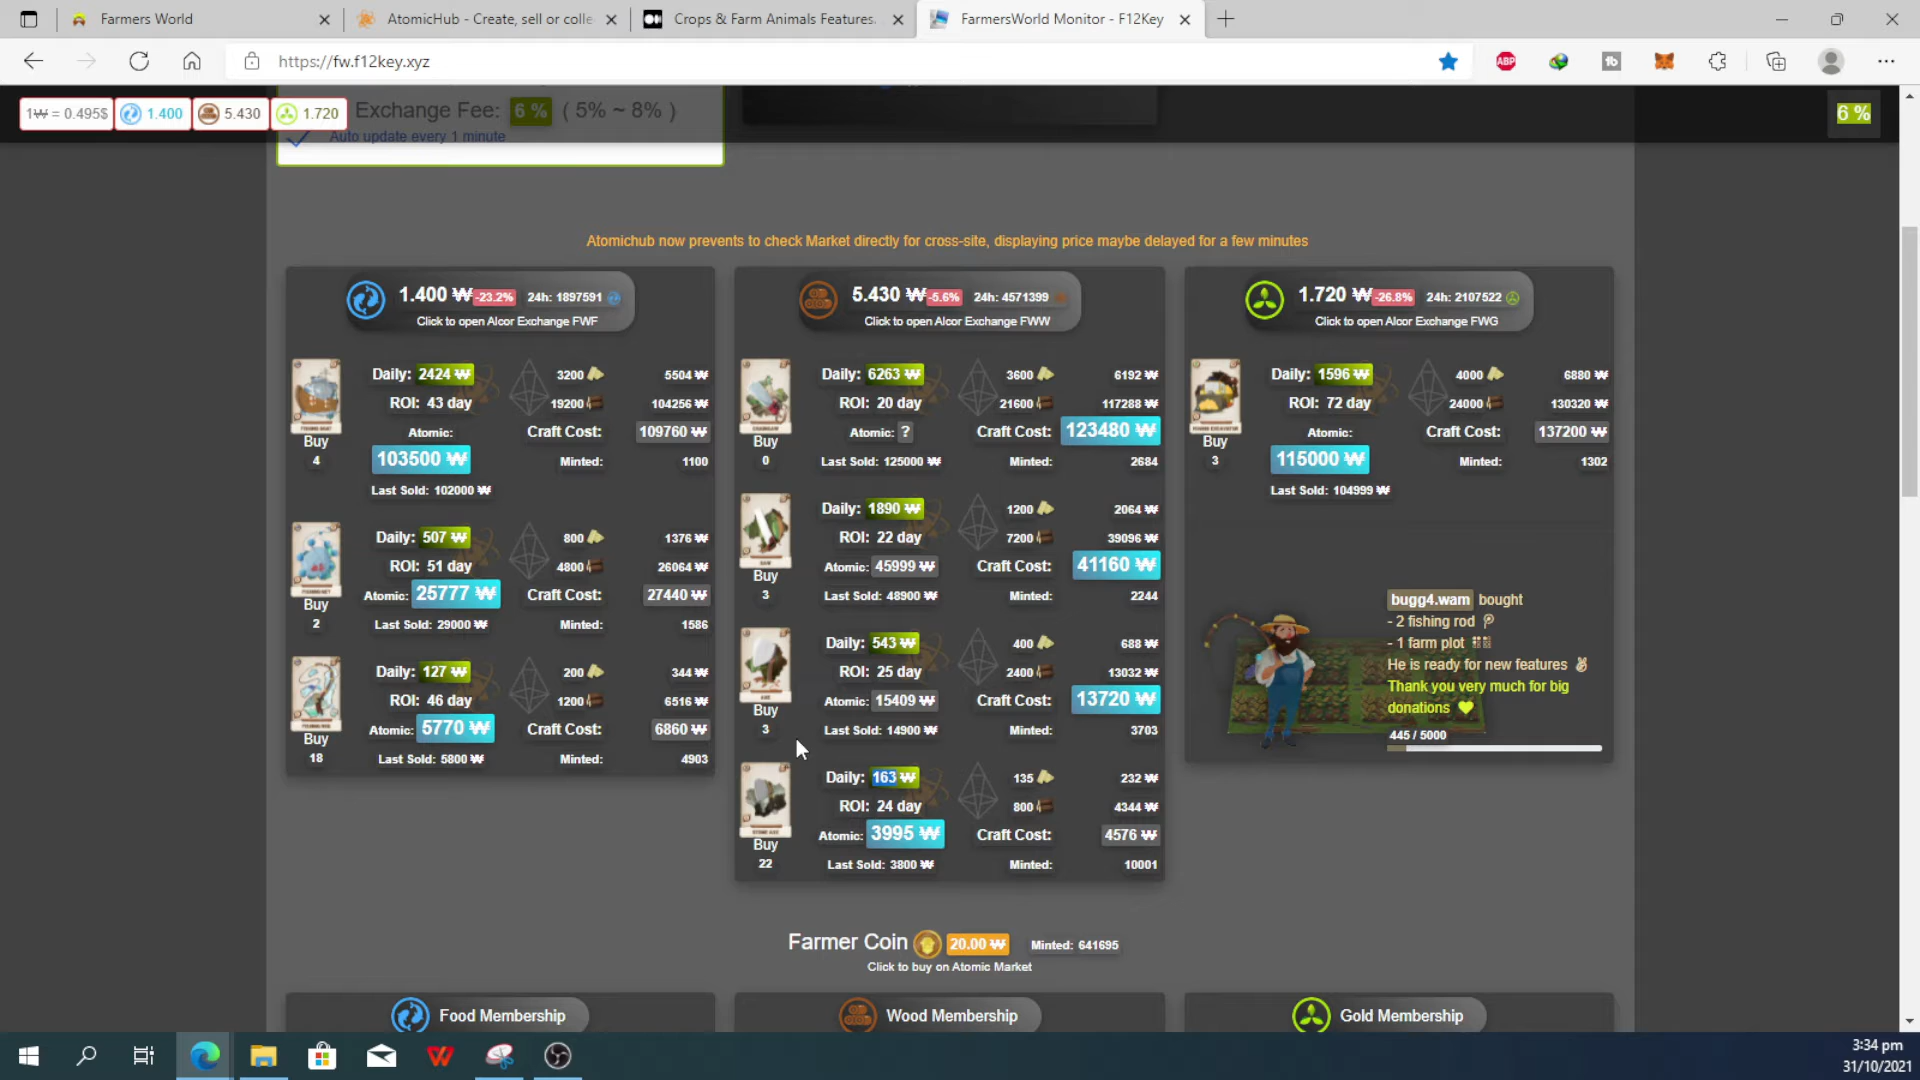 Farmers World
AtomicHub - Create, sell or colle
Crops & Farm Animals Features.
FarmersWorld Monitor - F12Key
https://fw.f12key.xyz
ABP
1₩ = 0.495$
1.400
5.430
1.720
Exchange Fee: 6 % ( 5% ~ 8% )
6 %
Auto update every 1 minute
Atomichub now prevents to check Market directly for cross-site, displaying price maybe delayed for a few minutes
1.400 ₩ -23.2% 24h: 1897591
Click to open Alcor Exchange FWF
Daily: 2424 ₩ 3200 5504 ₩
ROI: 43 day 19200 104256 ₩
Buy Atomic: Craft Cost: 109760 ₩
4 103500 ₩ Minted: 1100
Last Sold: 102000 ₩
Daily: 507 ₩ 800 1376 ₩
ROI: 51 day 4800 26064 ₩
Buy Atomic: 25777 ₩ Craft Cost: 27440 ₩
2 Last Sold: 29000 ₩ Minted: 1586
Daily: 127 ₩ 200 344 ₩
ROI: 46 day 1200 6516 ₩
Buy Atomic: 5770 ₩ Craft Cost: 6860 ₩
18 Last Sold: 5800 ₩ Minted: 4903
5.430 ₩ -5.6% 24h: 4571399
Click to open Alcor Exchange FWW
Daily: 6263 ₩ 3600 6192 ₩
ROI: 20 day 21600 117288 ₩
Buy Atomic: ? Craft Cost: 123480 ₩
0 Last Sold: 125000 ₩ Minted: 2684
Daily: 1890 ₩ 1200 2064 ₩
ROI: 22 day 7200 39096 ₩
SAW
Buy Atomic: 45999 ₩ Craft Cost: 41160 ₩
3 Last Sold: 48900 ₩ Minted: 2244
Daily: 543 ₩ 400 688 ₩
ROI: 25 day 2400 13032 ₩
AXE
Buy Atomic: 15409 ₩ Craft Cost: 13720 ₩
3 Last Sold: 14900 ₩ Minted: 3703
Daily: 163 ₩ 135 232 ₩
ROI: 24 day 800 4344 ₩
STONE AXE
Buy Atomic: 3995 ₩ Craft Cost: 4576 ₩
22 Last Sold: 3800 ₩ Minted: 10001
1.720 ₩ -26.8% 24h: 2107522
Click to open Alcor Exchange FWG
Daily: 1596 ₩ 4000 6880 ₩
ROI: 72 day 24000 130320 ₩
Buy Atomic: Craft Cost: 137200 ₩
3 115000 ₩ Minted: 1302
Last Sold: 104999 ₩
bugg4.wam bought
- 2 fishing rod
- 1 farm plot
He is ready for new features
Thank you very much for big
donations
445 / 5000
Farmer Coin 20.00 ₩ Minted: 641695
Click to buy on Atomic Market
Food Membership
Wood Membership
Gold Membership
3:34 pm
31/10/2021